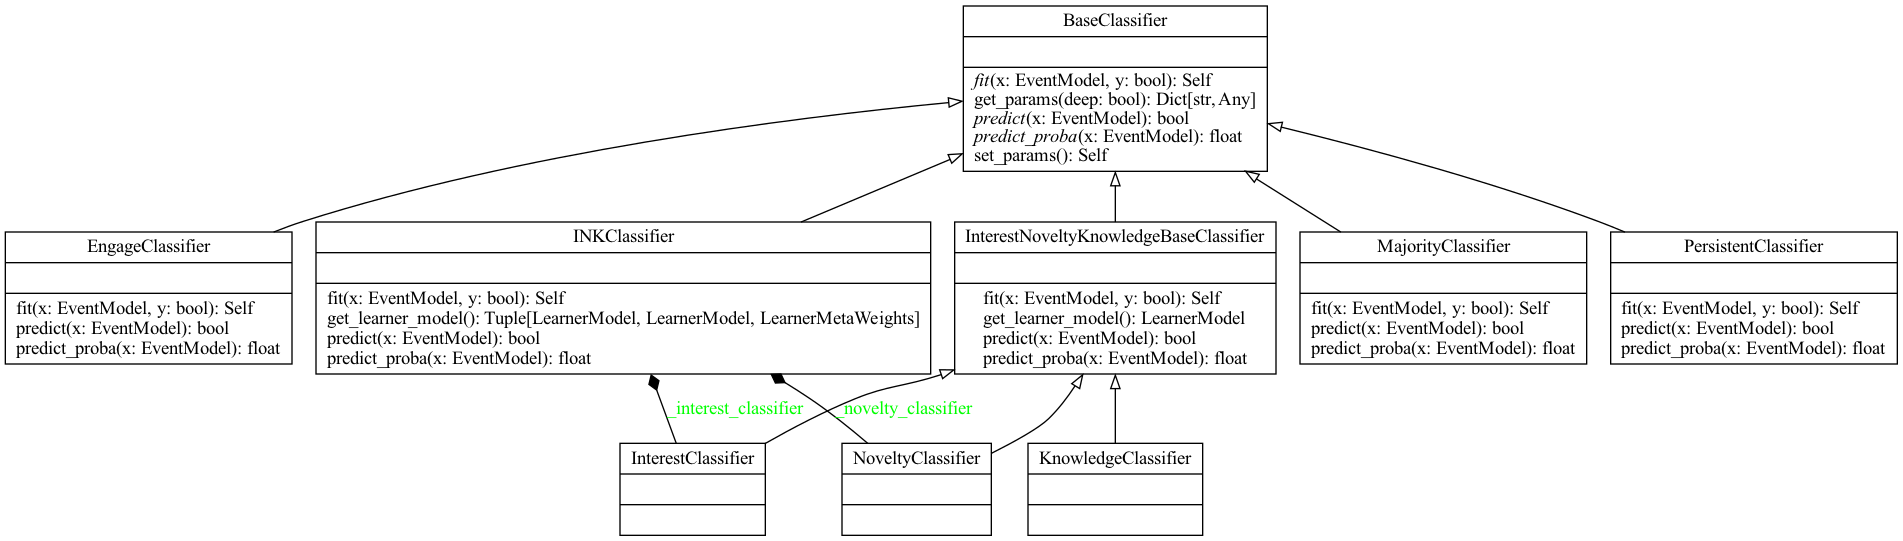 BaseClassifier
fit(x: EventModel, y: bool): Self
get_params(deep: bool): Dict[str, Any]
predict(x: EventModel): bool
predict_proba(x: EventModel): float
set_params(): Self
EngageClassifier
fit(x: EventModel, y: bool): Self
predict(x: EventModel): bool
predict_proba(x: EventModel): float
INKClassifier
fit(x: EventModel, y: bool): Self
get_learner_model(): Tuple[LearnerModel, LearnerModel, LearnerMetaWeights]
predict(x: EventModel): bool
predict_proba(x: EventModel): float
InterestNoveltyKnowledgeBaseClassifier
fit(x: EventModel, y: bool): Self
get_learner_model(): LearnerModel
predict(x: EventModel): bool
predict_proba(x: EventModel): float
MajorityClassifier
fit(x: EventModel, y: bool): Self
predict(x: EventModel): bool
predict_proba(x: EventModel): float
PersistentClassifier
fit(x: EventModel, y: bool): Self
predict(x: EventModel): bool
predict_proba(x: EventModel): float
_interest_classifier
_novelty_classifier
InterestClassifier
NoveltyClassifier
KnowledgeClassifier